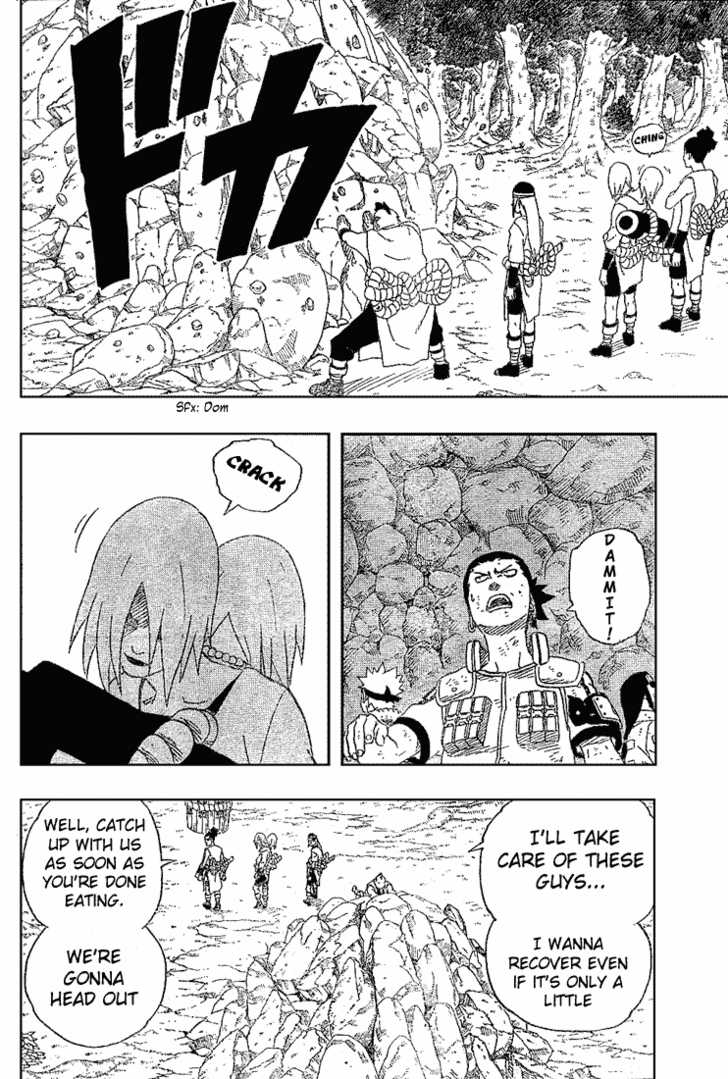 ドカ
CHING
Sfx: Dom
CRACK
DAMMIT!
I'LL TAKE
CARE OF THESE
GUYS...
I WANNA
RECOVER EVEN
IF IT'S ONLY A
LITTLE
WELL, CATCH
UP WITH US
AS SOON AS
YOU'RE DONE
EATING.
WE'RE
GONNA
HEAD OUT